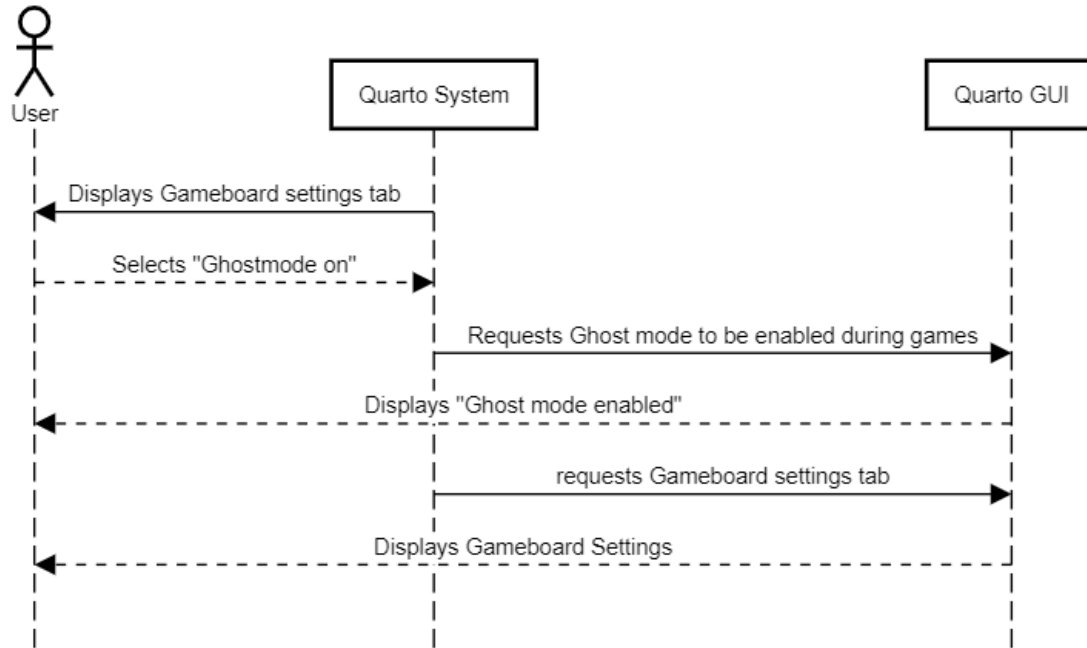 User
Quarto System
Quarto GUI
Displays Gameboard settings tab
Selects "Ghostmode on"
Requests Ghost mode to be enabled during games
Displays "Ghost mode enabled"
requests Gameboard settings tab
Displays Gameboard Settings